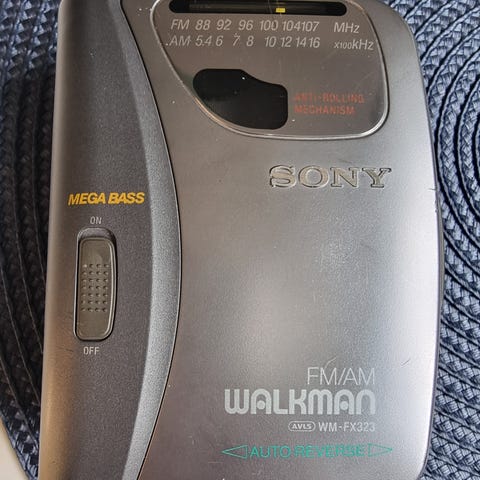 FM 88 92 96 100 104107 MHz
AM 5.4 6 7 8 10 12 14 16 x100kHz
ANTI-ROLLING
MECHANISM
SONY
MEGA BASS
ON
OFF
FM/AM
WALKMAN
AVLS WM-FX323
AUTO REVERSE